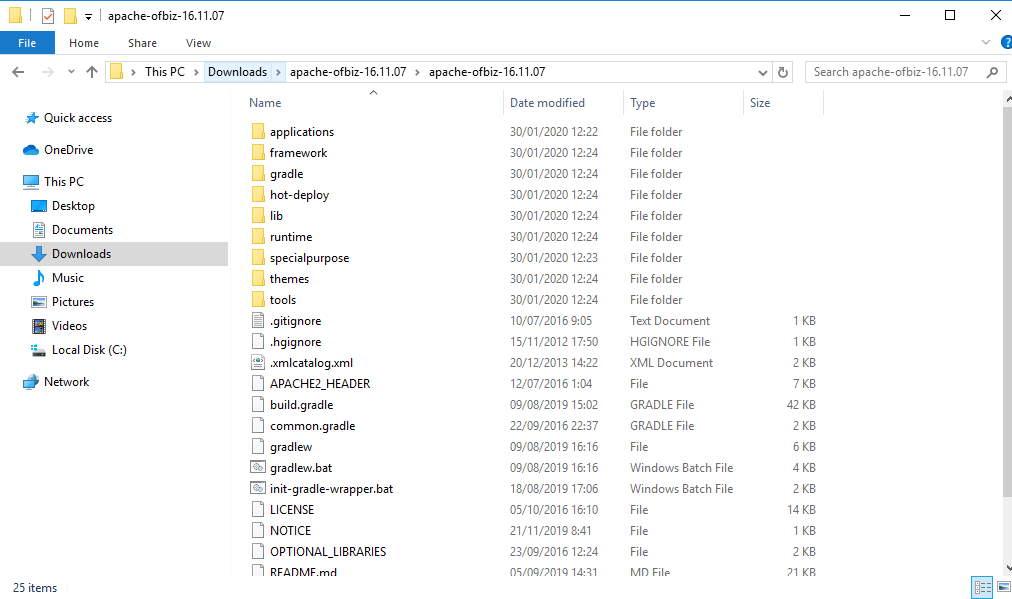 apache-ofbiz-16.11.07
File Home Share View
This PC Downloads apache-ofbiz-16.11.07 apache-ofbiz-16.11.07 Search apache-ofbiz-16.11.07
Name Date modified Type Size
Quick access
OneDrive
This PC
Desktop
Documents
Downloads
Music
Pictures
Videos
Local Disk (C:)
Network
applications 30/01/2020 12:22 File folder
framework 30/01/2020 12:24 File folder
gradle 30/01/2020 12:24 File folder
hot-deploy 30/01/2020 12:24 File folder
lib 30/01/2020 12:24 File folder
runtime 30/01/2020 12:24 File folder
specialpurpose 30/01/2020 12:23 File folder
themes 30/01/2020 12:24 File folder
tools 30/01/2020 12:24 File folder
.gitignore 10/07/2016 9:05 Text Document 1 KB
.hgignore 15/11/2012 17:50 HGIGNORE File 1 KB
.xmlcatalog.xml 20/12/2013 14:22 XML Document 2 KB
APACHE2_HEADER 12/07/2016 1:04 File 7 KB
build.gradle 09/08/2019 15:02 GRADLE File 42 KB
common.gradle 22/09/2016 22:37 GRADLE File 2 KB
gradlew 09/08/2019 16:16 File 6 KB
gradlew.bat 09/08/2019 16:16 Windows Batch File 4 KB
init-gradle-wrapper.bat 18/08/2019 17:06 Windows Batch File 2 KB
LICENSE 05/10/2016 16:10 File 14 KB
NOTICE 21/11/2019 8:41 File 1 KB
OPTIONAL_LIBRARIES 23/09/2016 12:24 File 2 KB
README.md 05/09/2019 14:31 MD File 21 KB
25 items